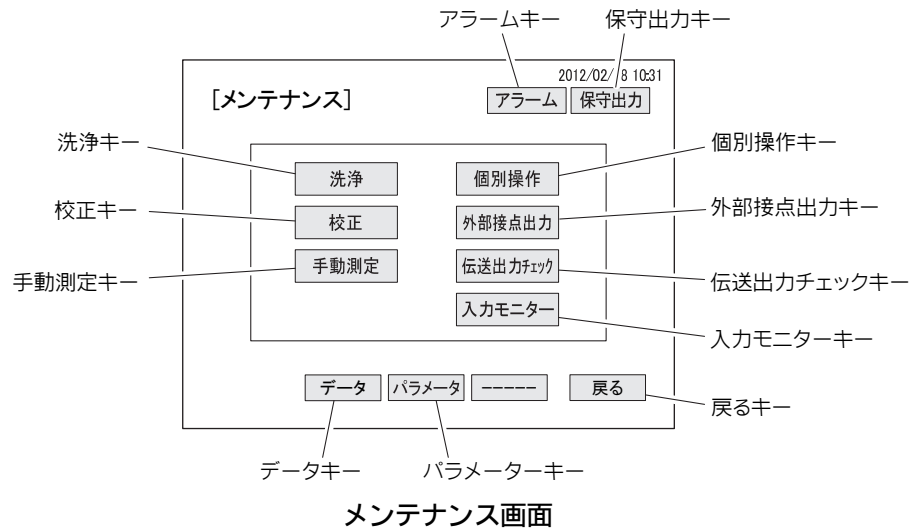 アラームキー 保守出力キー
2012/02/ 8 10:31
[メンテナンス]
アラーム 保守出力
洗浄キー
個別操作キー
洗浄 個別操作
校正キー
外部接点出力キー
校正 外部接点出力
手動測定キー
手動測定 伝送出力チェック
伝送出力チェックキー
入力モニター
入力モニターキー
データ パラメータ ----- 戻る
戻るキー
データキー パラメーターキー
メンテナンス画面